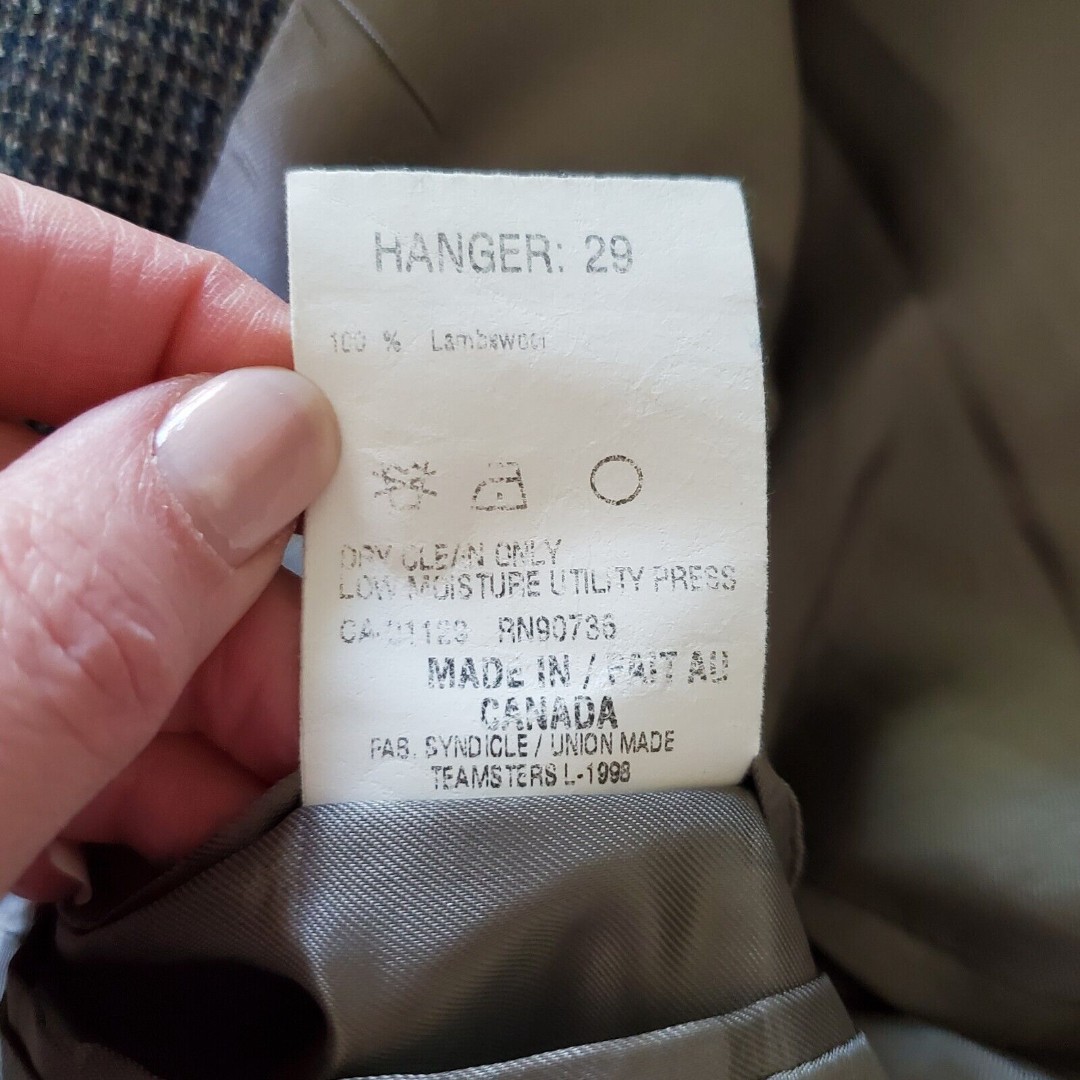 HANGER: 29
100 % Lambswool
DRY CLEAN ONLY
LOW MOISTURE UTILITY PRESS
RN90736
MADE IN / FAIT AU
CANADA
FAB. SYNDICLE / UNION MADE
TEAMSTERS L-1998